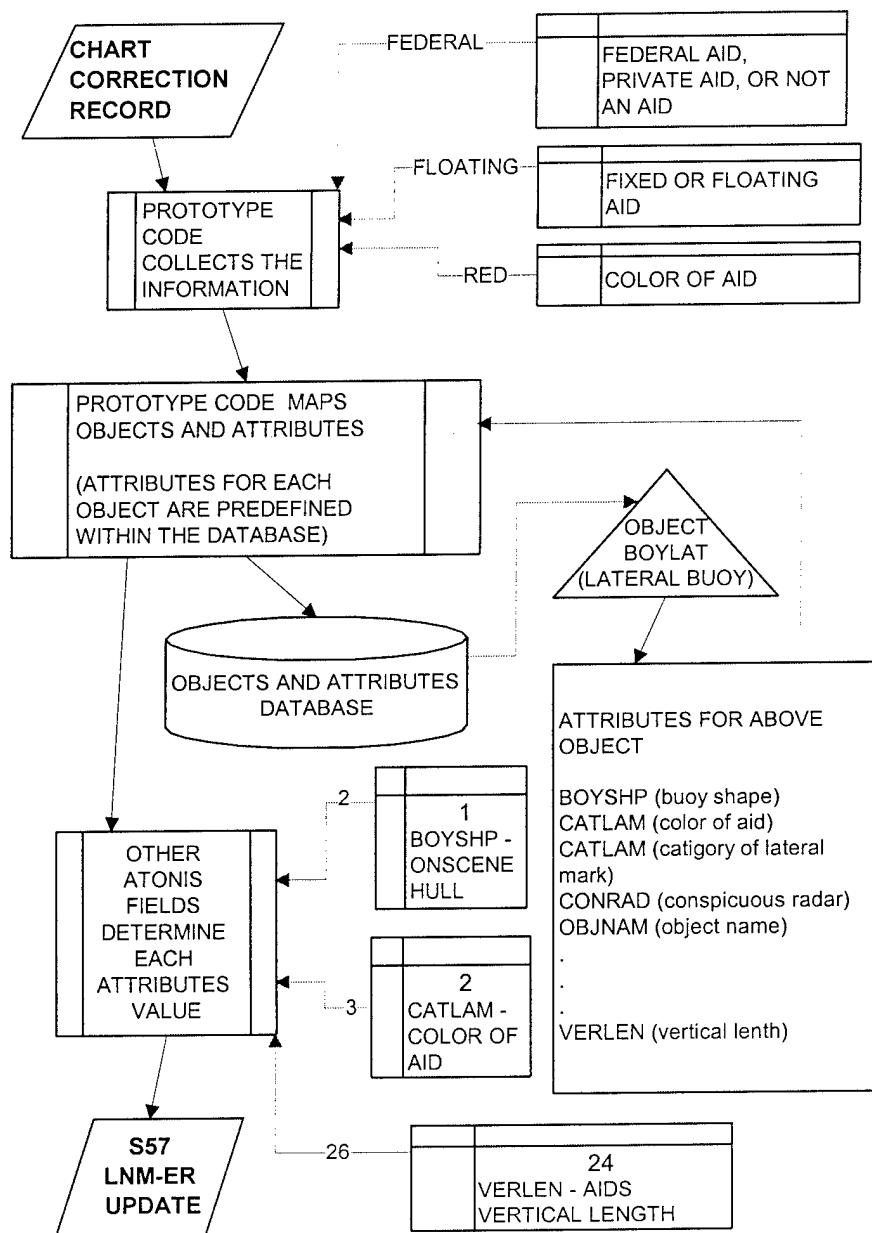 CHART
CORRECTION
RECORD
FEDERAL
FEDERAL AID,
PRIVATE AID, OR NOT
AN AID
FLOATING
FIXED OR FLOATING
AID
RED
COLOR OF AID
PROTOTYPE
CODE
COLLECTS THE
INFORMATION
PROTOTYPE CODE MAPS
OBJECTS AND ATTRIBUTES
(ATTRIBUTES FOR EACH
OBJECT ARE PREDEFINED
WITHIN THE DATABASE)
OBJECT
BOYLAT
(LATERAL BUOY)
OBJECTS AND ATTRIBUTES
DATABASE
ATTRIBUTES FOR ABOVE
OBJECT
BOYSHP (buoy shape)
CATLAM (color of aid)
CATLAM (catigory of lateral
mark)
CONRAD (conspicuous radar)
OBJNAM (object name)
.
.
.
VERLEN (vertical lenth)
2
1
BOYSHP -
ONSCENE
HULL
OTHER
ATONIS
FIELDS
DETERMINE
EACH
ATTRIBUTES
VALUE
3
2
CATLAM -
COLOR OF
AID
26
24
VERLEN - AIDS
VERTICAL LENGTH
S57
LNM-ER
UPDATE